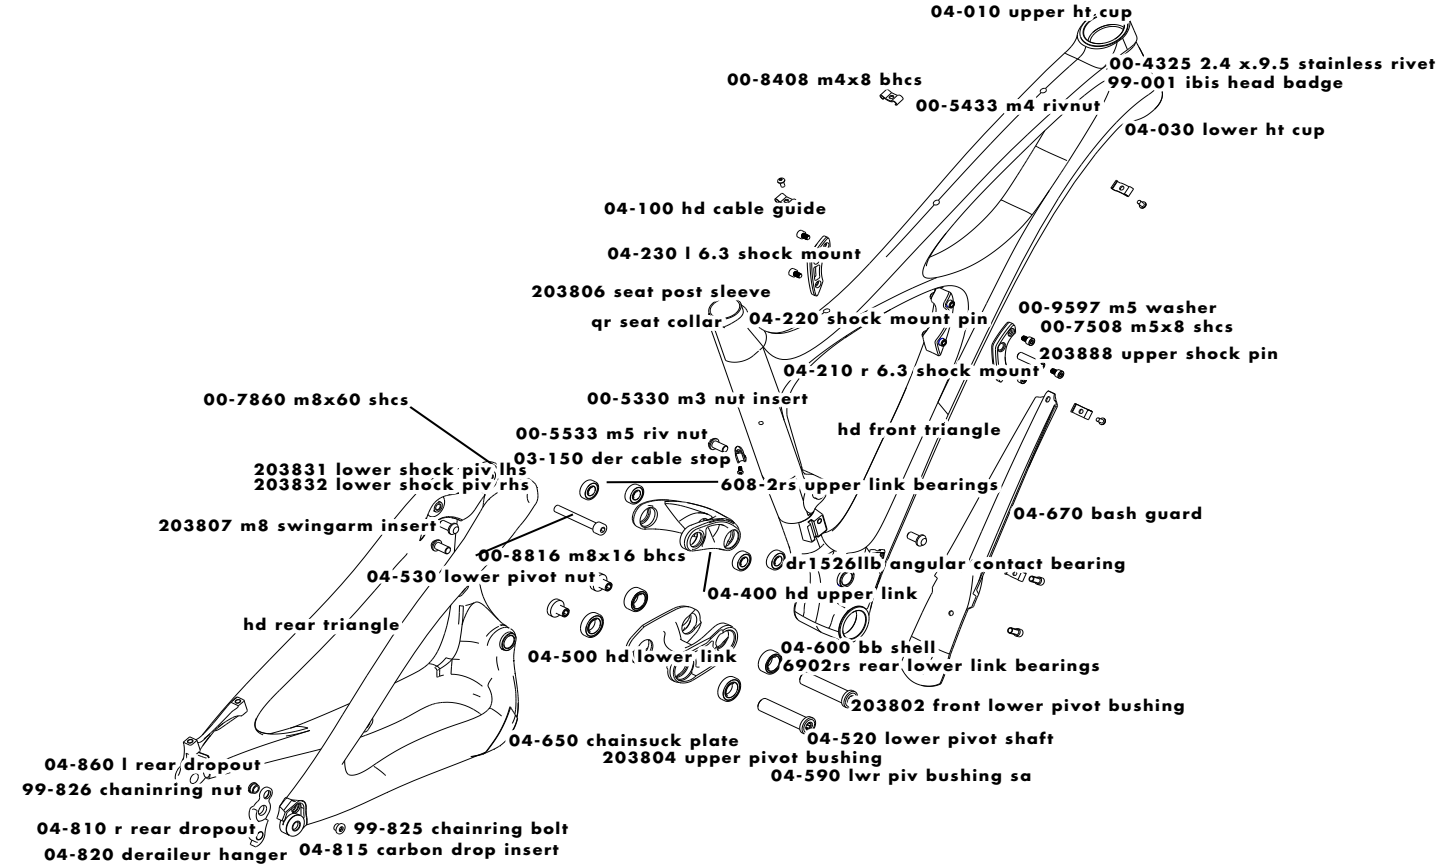 04-010 upper ht cup
00-4325 2.4 x.9.5 stainless rivet
00-8408 m4x8 bhcs
99-001 ibis head badge
00-5433 m4 rivnut
04-030 lower ht cup
04-100 hd cable guide
04-230 l 6.3 shock mount
203806 seat post sleeve
00-9597 m5 washer
qr seat collar
04-220 shock mount pin
00-7508 m5x8 shcs
203888 upper shock pin
04-210 r 6.3 shock mount
00-7860 m8x60 shcs
00-5330 m3 nut insert
00-5533 m5 riv nut
hd front triangle
03-150 der cable stop
203831 lower shock piv lhs
203832 lower shock piv rhs
608-2rs upper link bearings
04-670 bash guard
203807 m8 swingarm insert
00-8816 m8x16 bhcs
dr1526llb angular contact bearing
04-530 lower pivot nut
04-400 hd upper link
hd rear triangle
04-600 bb shell
04-500 hd lower link
6902rs rear lower link bearings
203802 front lower pivot bushing
04-650 chainsuck plate
04-520 lower pivot shaft
203804 upper pivot bushing
04-860 l rear dropout
04-590 lwr piv bushing sa
99-826 chaninring nut
04-810 r rear dropout
99-825 chainring bolt
04-820 deraileur hanger
04-815 carbon drop insert